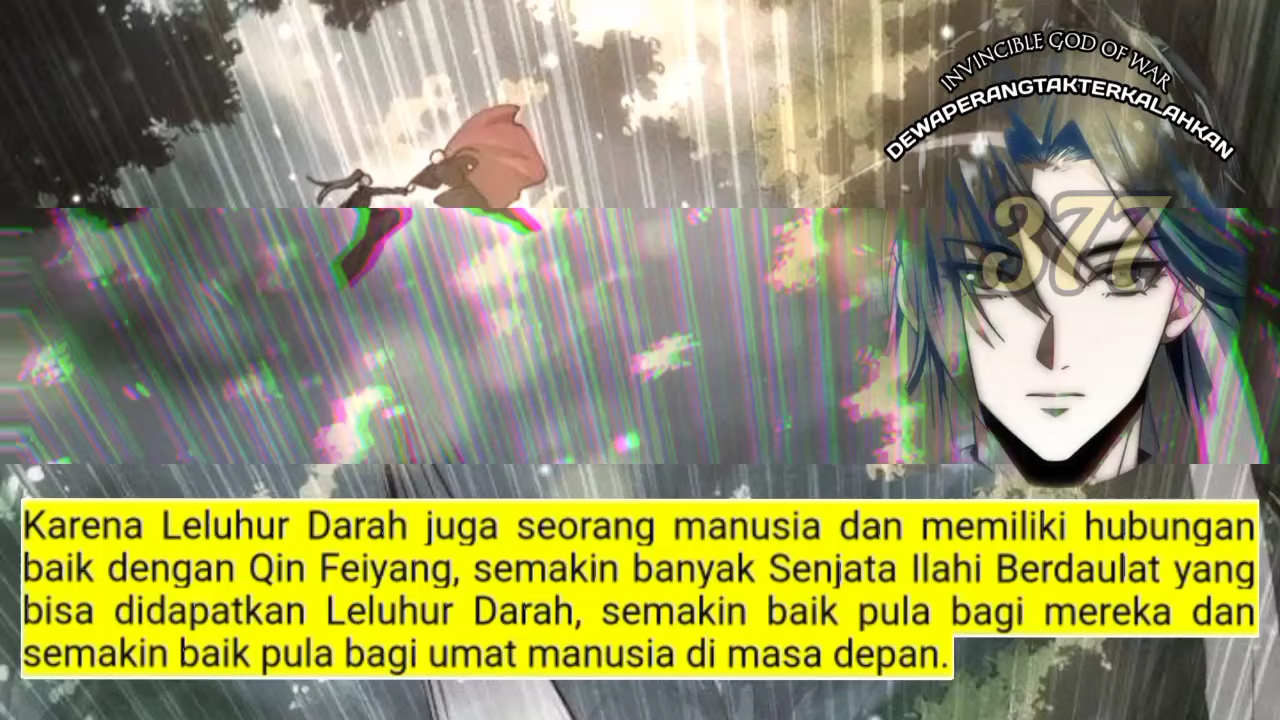 INVINCIBLE GOD OF WAR
DEWAPERANGTAKTERKALAHKAN
377
Karena Leluhur Darah juga seorang manusia dan memiliki hubungan
baik dengan Qin Feiyang, semakin banyak Senjata Ilahi Berdaulat yang
bisa didapatkan Leluhur Darah, semakin baik pula bagi mereka dan
semakin baik pula bagi umat manusia di masa depan.